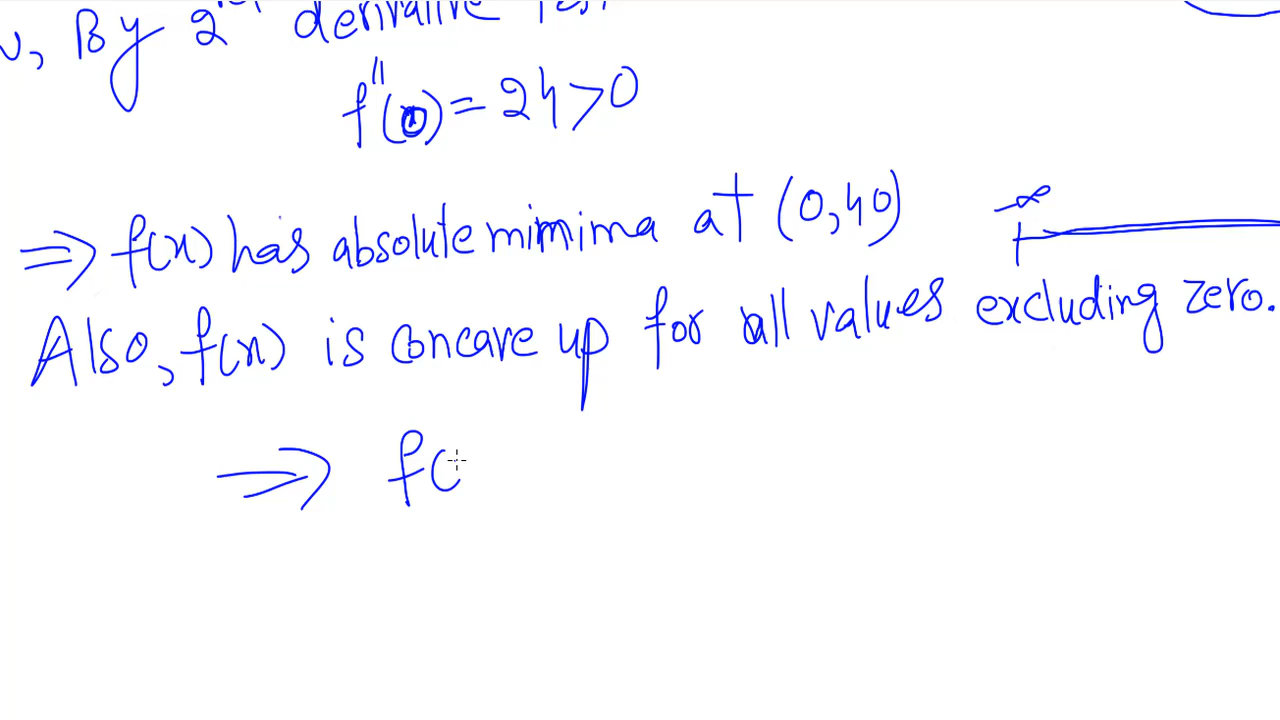 , By 2nd derivative
f''(0) = 24 > 0
⇒ f(x) has absolute mimima at (0,40)
-∞
Also, f(x) is concave up for all values excluding zero.
⇒ f(